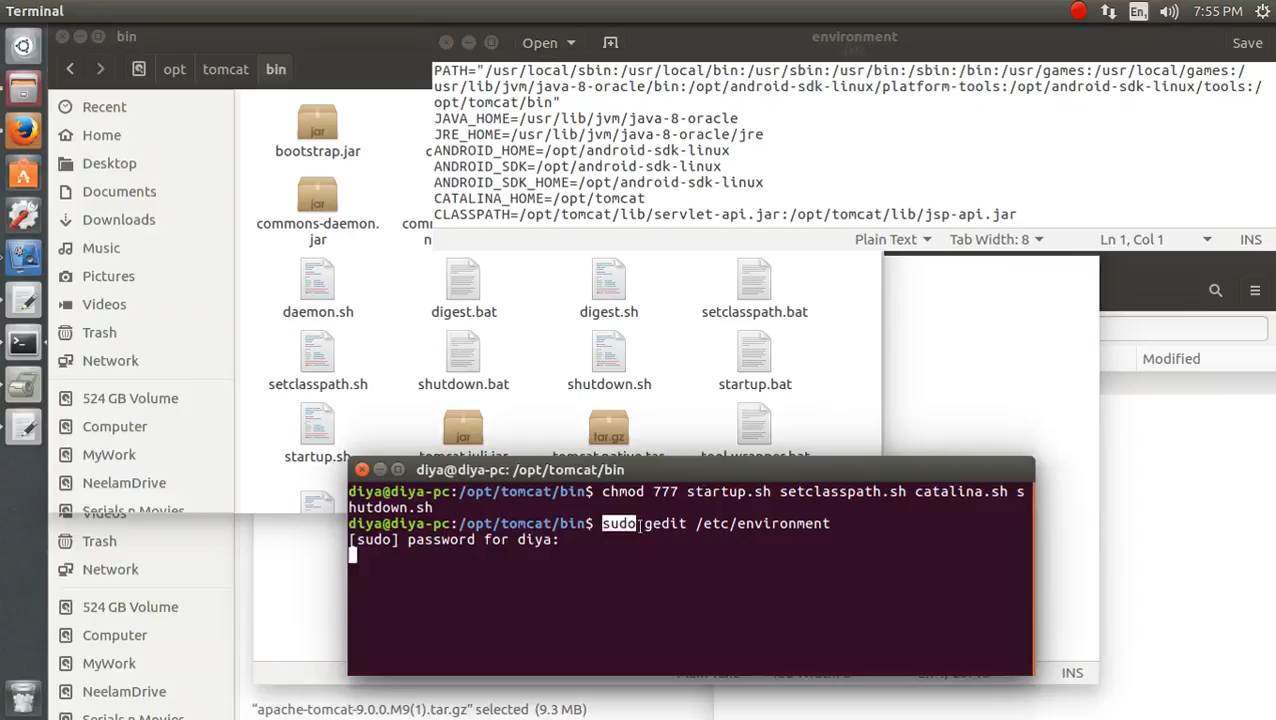 Terminal
En
7:55 PM
bin
opt
tomcat
bin
Recent
Home
Desktop
Documents
Downloads
Music
Pictures
Videos
Trash
Network
524 GB Volume
Computer
MyWork
NeelamDrive
Trash
Network
524 GB Volume
Computer
MyWork
NeelamDrive
jar
bootstrap.jar
jar
commons-daemon.
jar
daemon.sh
digest.bat
digest.sh
setclasspath.bat
setclasspath.sh
shutdown.bat
shutdown.sh
startup.bat
jar
tar.gz
startup.sh
Open
environment
Save
PATH="/usr/local/sbin:/usr/local/bin:/usr/sbin:/usr/bin:/sbin:/bin:/usr/games:/usr/local/games:/
usr/lib/jvm/java-8-oracle/bin:/opt/android-sdk-linux/platform-tools:/opt/android-sdk-linux/tools:/
opt/tomcat/bin"
JAVA_HOME=/usr/lib/jvm/java-8-oracle
JRE_HOME=/usr/lib/jvm/java-8-oracle/jre
ANDROID_HOME=/opt/android-sdk-linux
ANDROID_SDK=/opt/android-sdk-linux
ANDROID_SDK_HOME=/opt/android-sdk-linux
CATALINA_HOME=/opt/tomcat
CLASSPATH=/opt/tomcat/lib/servlet-api.jar:/opt/tomcat/lib/jsp-api.jar
Plain Text
Tab Width: 8
Ln 1, Col 1
INS
Modified
diya@diya-pc: /opt/tomcat/bin
diya@diya-pc:/opt/tomcat/bin$ chmod 777 startup.sh setclasspath.sh catalina.sh s
hutdown.sh
diya@diya-pc:/opt/tomcat/bin$ sudo gedit /etc/environment
[sudo] password for diya:
INS
"apache-tomcat-9.0.0.M9(1).tar.gz" selected (9.3 MB)